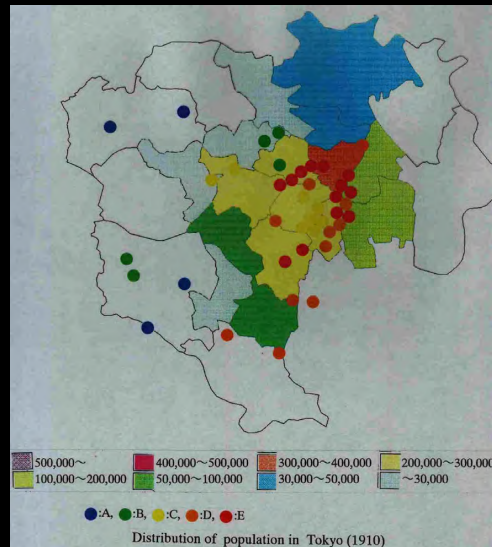 500,000～ 400,000～500,000 300,000～400,000 200,000～300,000
100,000～200,000 50,000～100,000 30,000～50,000 ～30,000
:A, :B, :C, :D, :E
Distribution of population in Tokyo (1910)